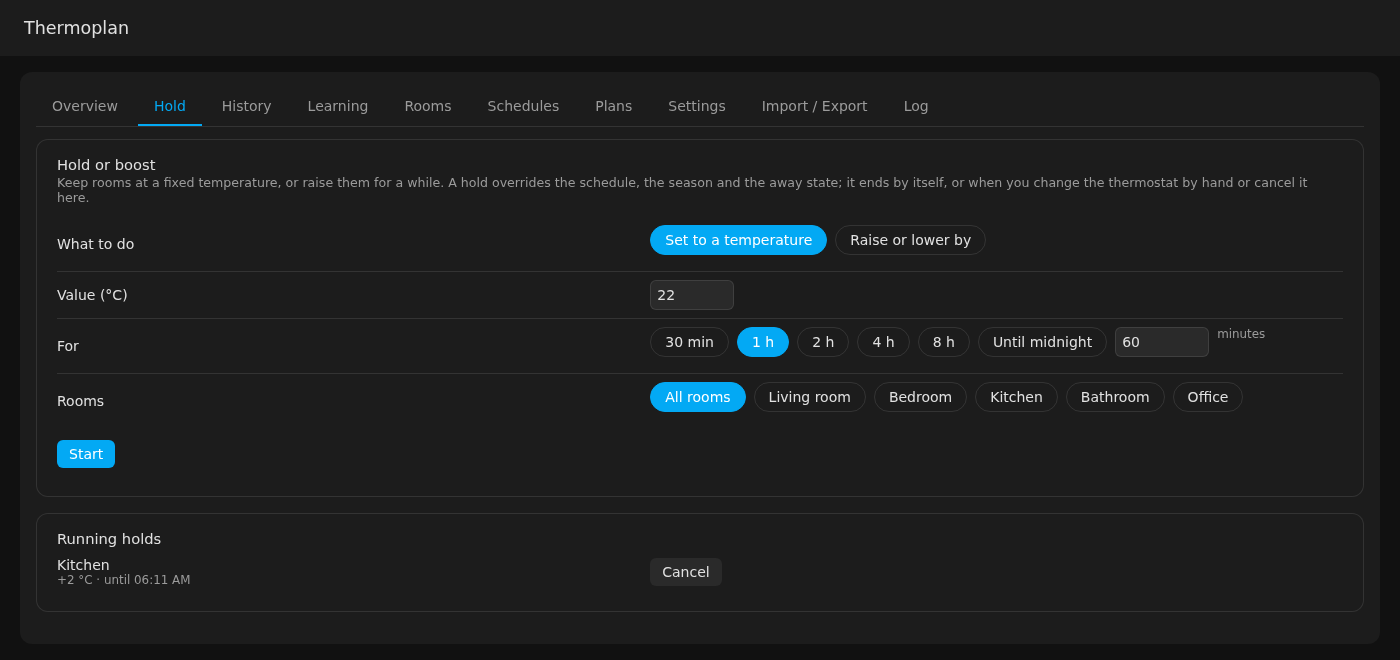 Thermoplan
Overview Hold History Learning Rooms Schedules Plans Settings Import / Export Log
Hold or boost
Keep rooms at a fixed temperature, or raise them for a while. A hold overrides the schedule, the season and the away state; it ends by itself, or when you change the thermostat by hand or cancel it
here.
What to do Set to a temperature Raise or lower by
Value (°C) 22
For 30 min 1 h 2 h 4 h 8 h Until midnight 60 minutes
Rooms All rooms Living room Bedroom Kitchen Bathroom Office
Start
Running holds
Kitchen
+2 °C · until 06:11 AM
Cancel